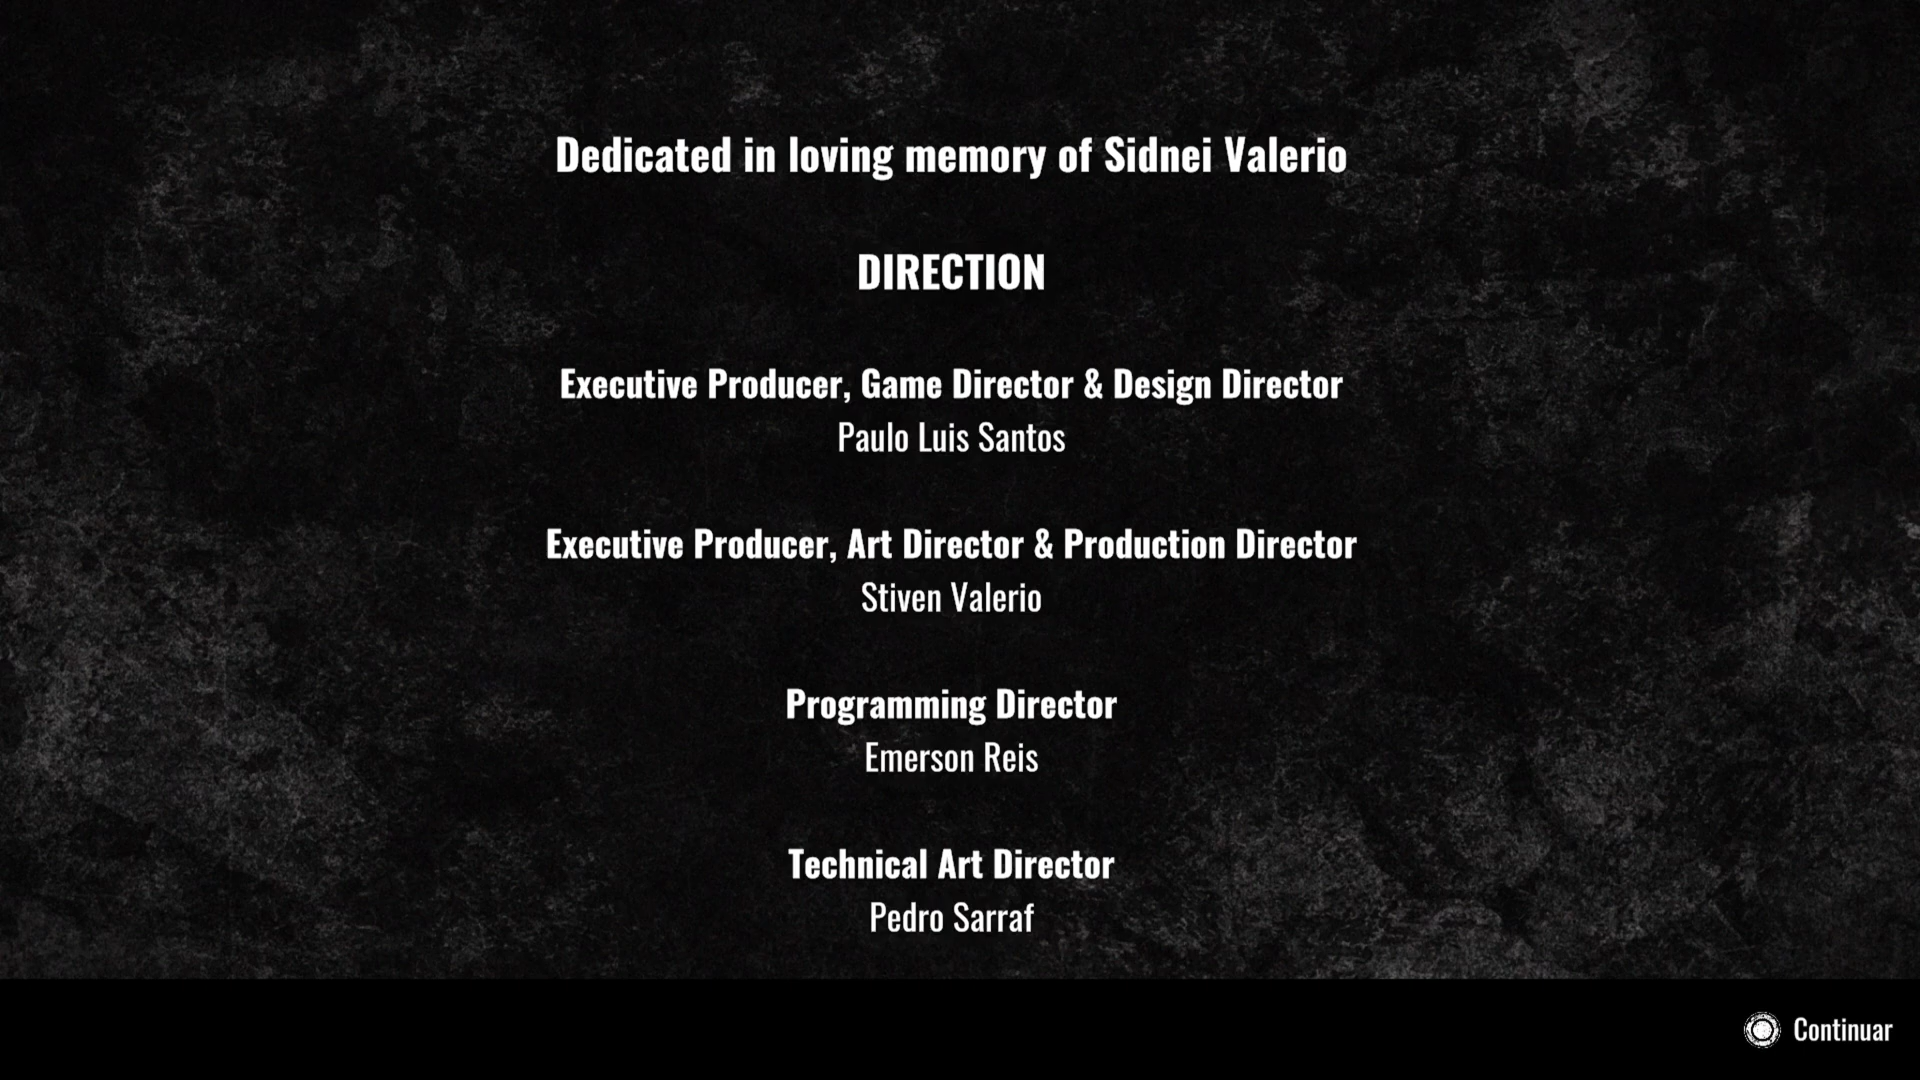 Dedicated in loving memory of Sidnei Valerio
DIRECTION
Executive Producer, Game Director & Design Director
Paulo Luis Santos
Executive Producer, Art Director & Production Director
Stiven Valerio
Programming Director
Emerson Reis
Technical Art Director
Pedro Sarraf
Continuar